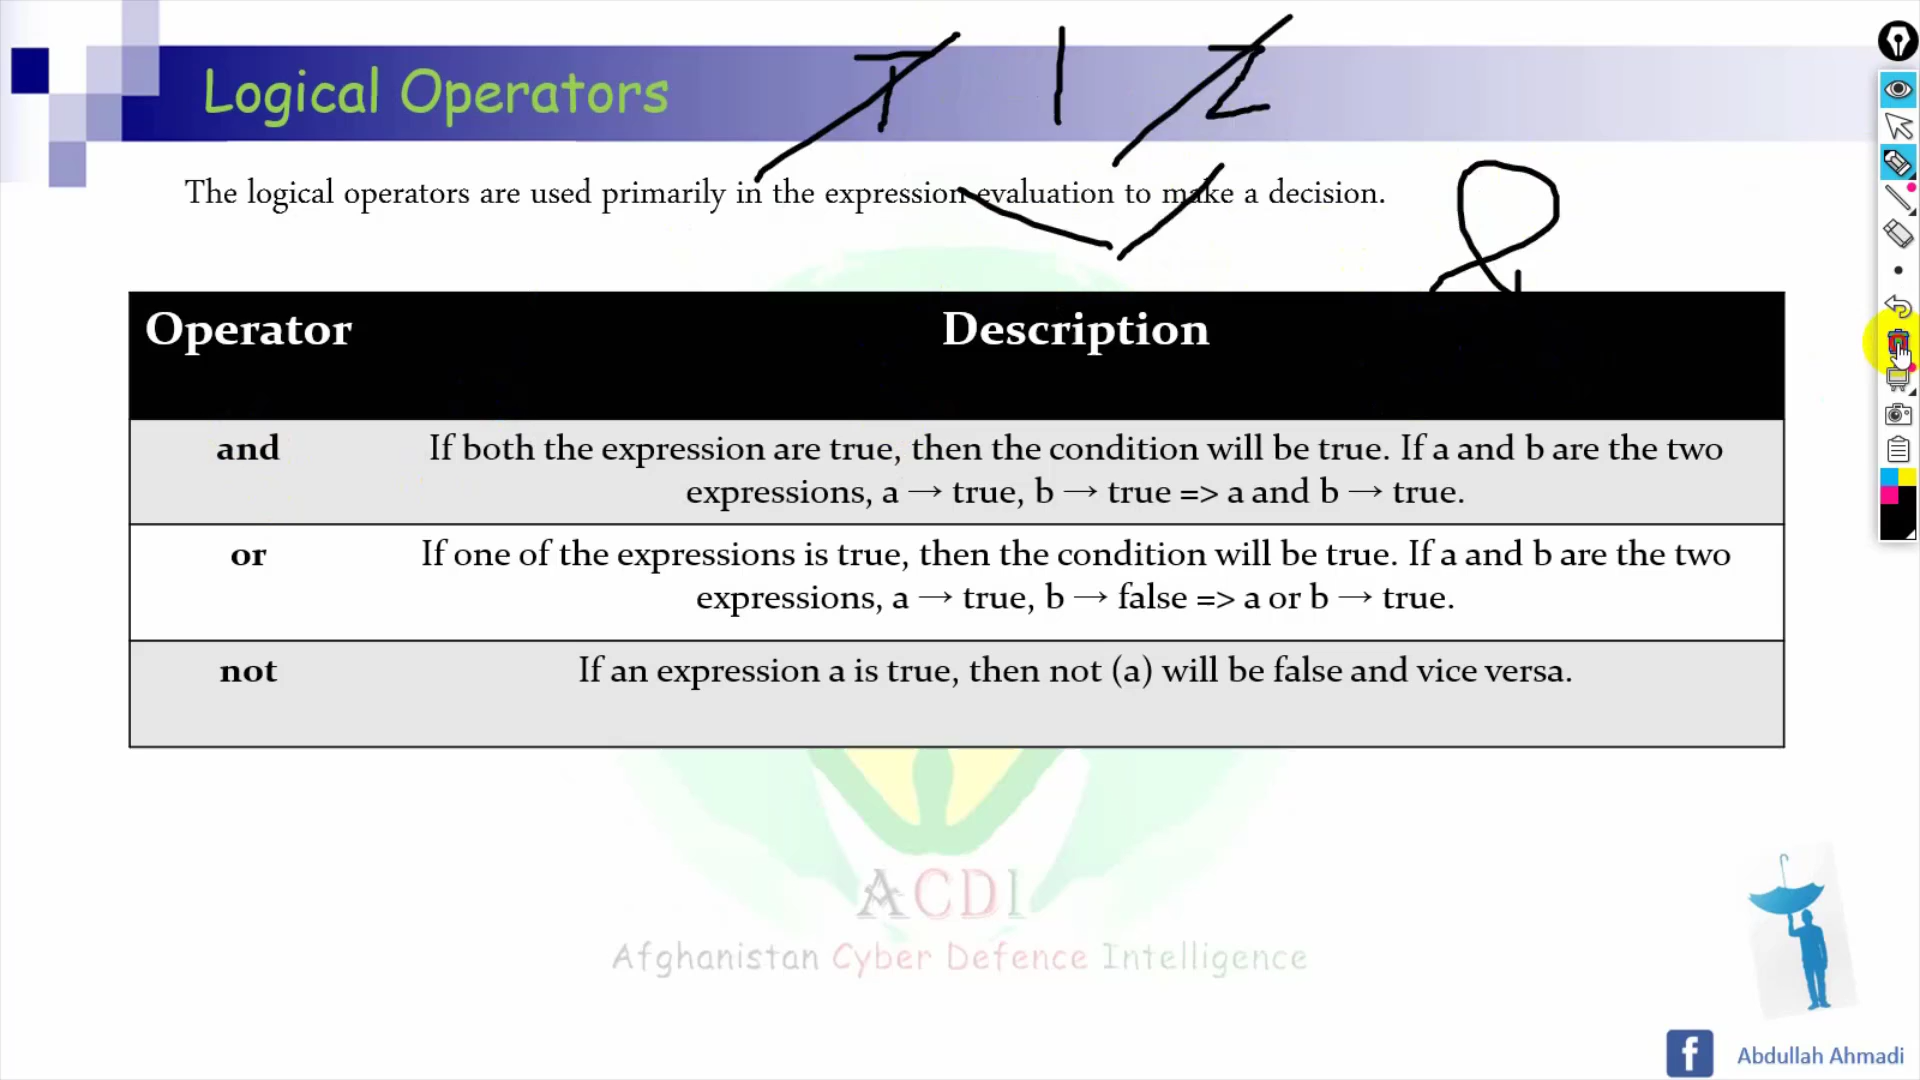 Logical Operators
1 2
The logical operators are used primarily in the expression evaluation to make a decision.
&
Operator Description
and If both the expression are true, then the condition will be true. If a and b are the two
expressions, a → true, b → true => a and b → true.
or If one of the expressions is true, then the condition will be true. If a and b are the two
expressions, a → true, b → false => a or b → true.
not If an expression a is true, then not (a) will be false and vice versa.
ACDI
Afghanistan Cyber Defence Intelligence
f Abdullah Ahmadi